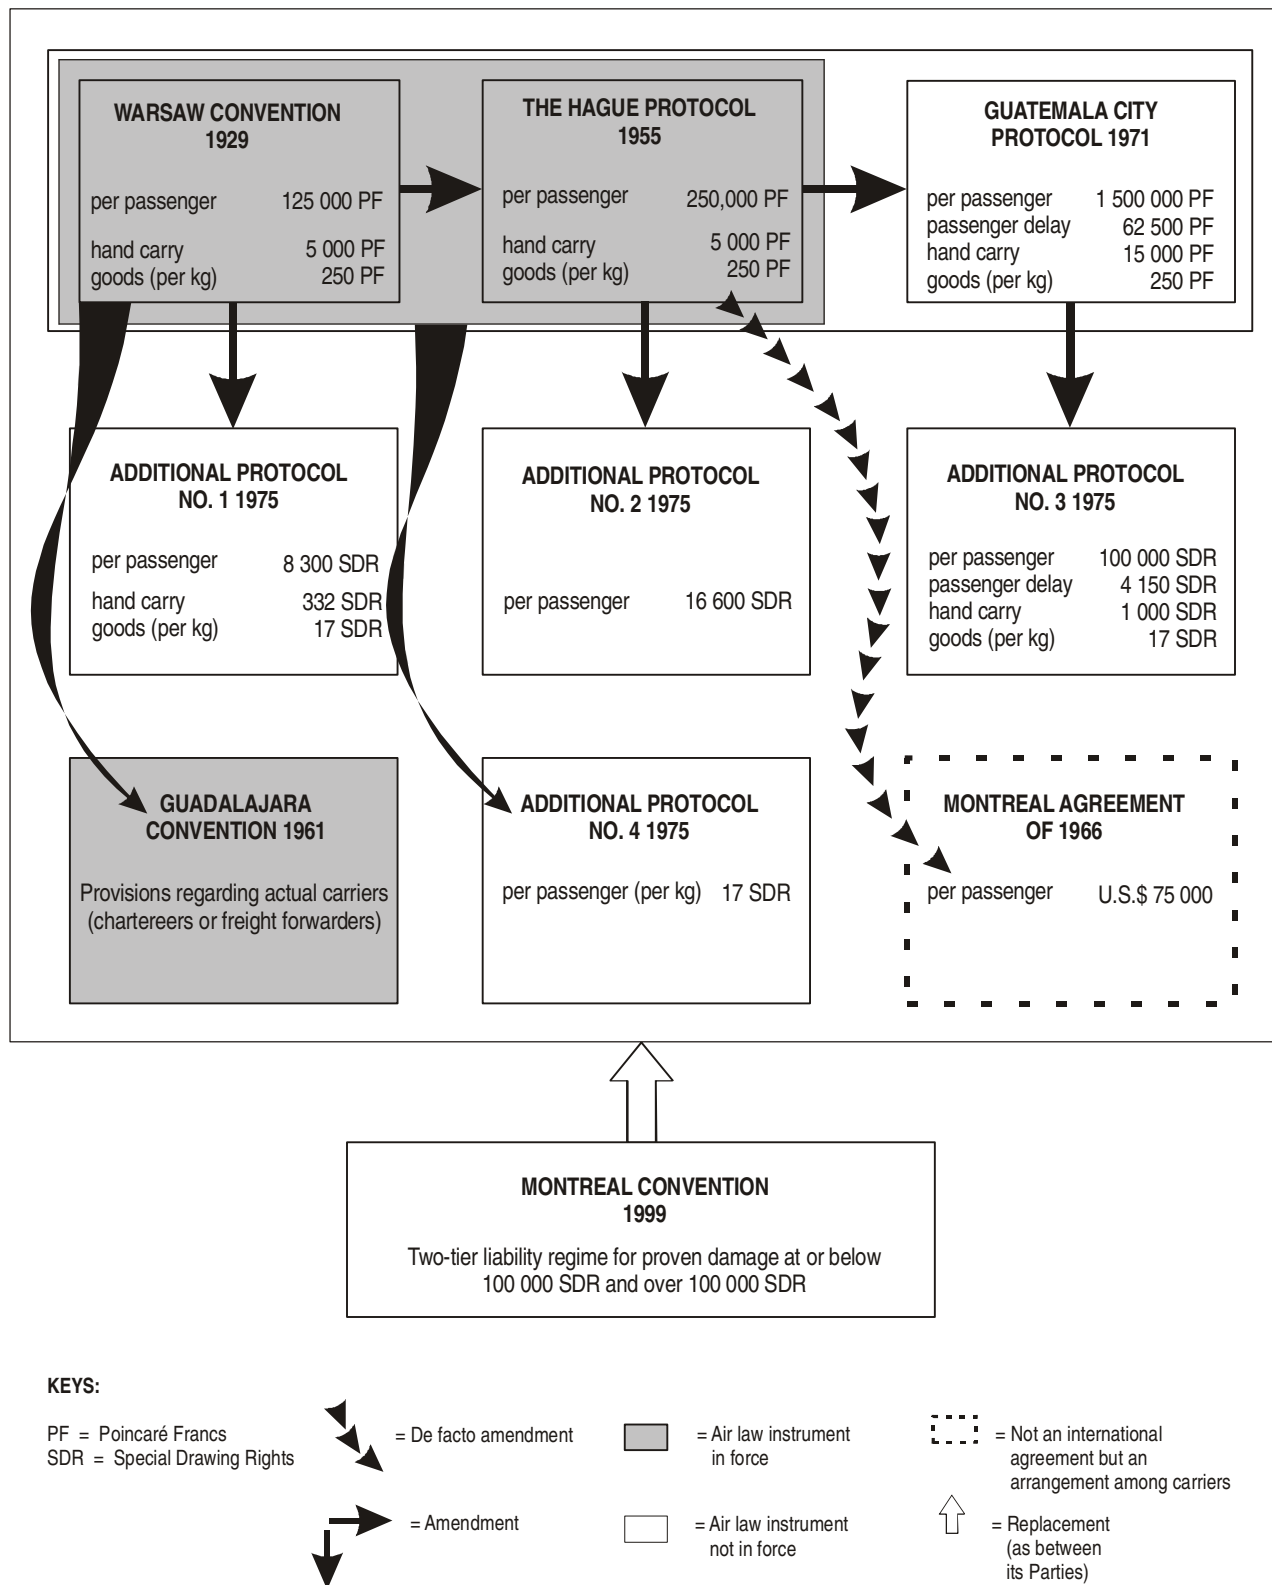 WARSAW CONVENTION
1929
per passenger 125 000 PF
hand carry 5 000 PF
goods (per kg) 250 PF
THE HAGUE PROTOCOL
1955
per passenger 250,000 PF
hand carry 5 000 PF
goods (per kg) 250 PF
GUATEMALA CITY
PROTOCOL 1971
per passenger 1 500 000 PF
passenger delay 62 500 PF
hand carry 15 000 PF
goods (per kg) 250 PF
ADDITIONAL PROTOCOL
NO. 1 1975
per passenger 8 300 SDR
hand carry 332 SDR
goods (per kg) 17 SDR
ADDITIONAL PROTOCOL
NO. 2 1975
per passenger 16 600 SDR
ADDITIONAL PROTOCOL
NO. 3 1975
per passenger 100 000 SDR
passenger delay 4 150 SDR
hand carry 1 000 SDR
goods (per kg) 17 SDR
GUADALAJARA
CONVENTION 1961
Provisions regarding actual carriers
(chartereers or freight forwarders)
ADDITIONAL PROTOCOL
NO. 4 1975
per passenger (per kg) 17 SDR
MONTREAL AGREEMENT
OF 1966
per passenger U.S.$ 75 000
MONTREAL CONVENTION
1999
Two-tier liability regime for proven damage at or below
100 000 SDR and over 100 000 SDR
KEYS:
PF = Poincaré Francs
SDR = Special Drawing Rights
= De facto amendment
= Amendment
= Air law instrument
in force
= Air law instrument
not in force
= Not an international
agreement but an
arrangement among carriers
= Replacement
(as between
its Parties)